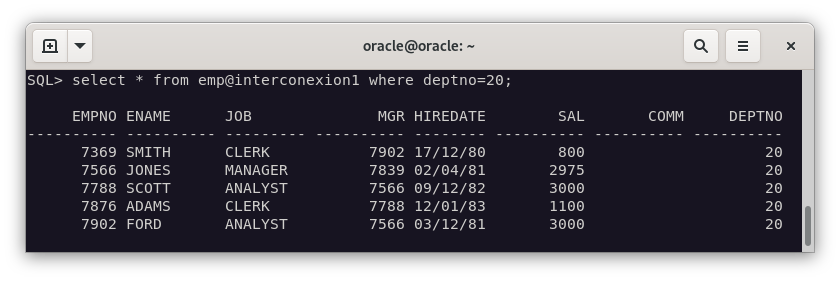 oracle@oracle: ~
SQL> select * from emp@interconexion1 where deptno=20;
     EMPNO ENAME      JOB              MGR HIREDATE        SAL       COMM     DEPTNO
---------- ---------- --------- ---------- -------- ---------- ---------- ----------
      7369 SMITH      CLERK           7902 17/12/80        800                    20
      7566 JONES      MANAGER         7839 02/04/81       2975                    20
      7788 SCOTT      ANALYST         7566 09/12/82       3000                    20
      7876 ADAMS      CLERK           7788 12/01/83       1100                    20
      7902 FORD       ANALYST         7566 03/12/81       3000                    20